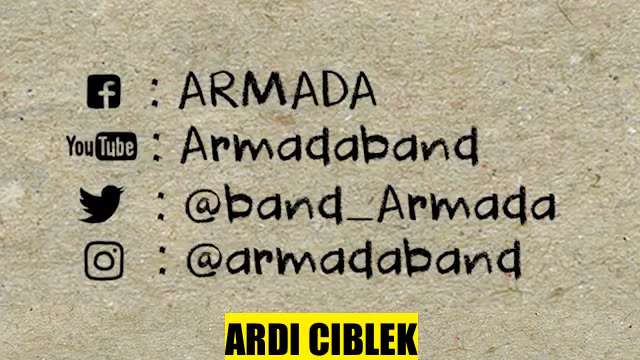 : ARMADA
YouTube : Armadaband
: @band_Armada
: @armadaband
ARDI CIBLEK